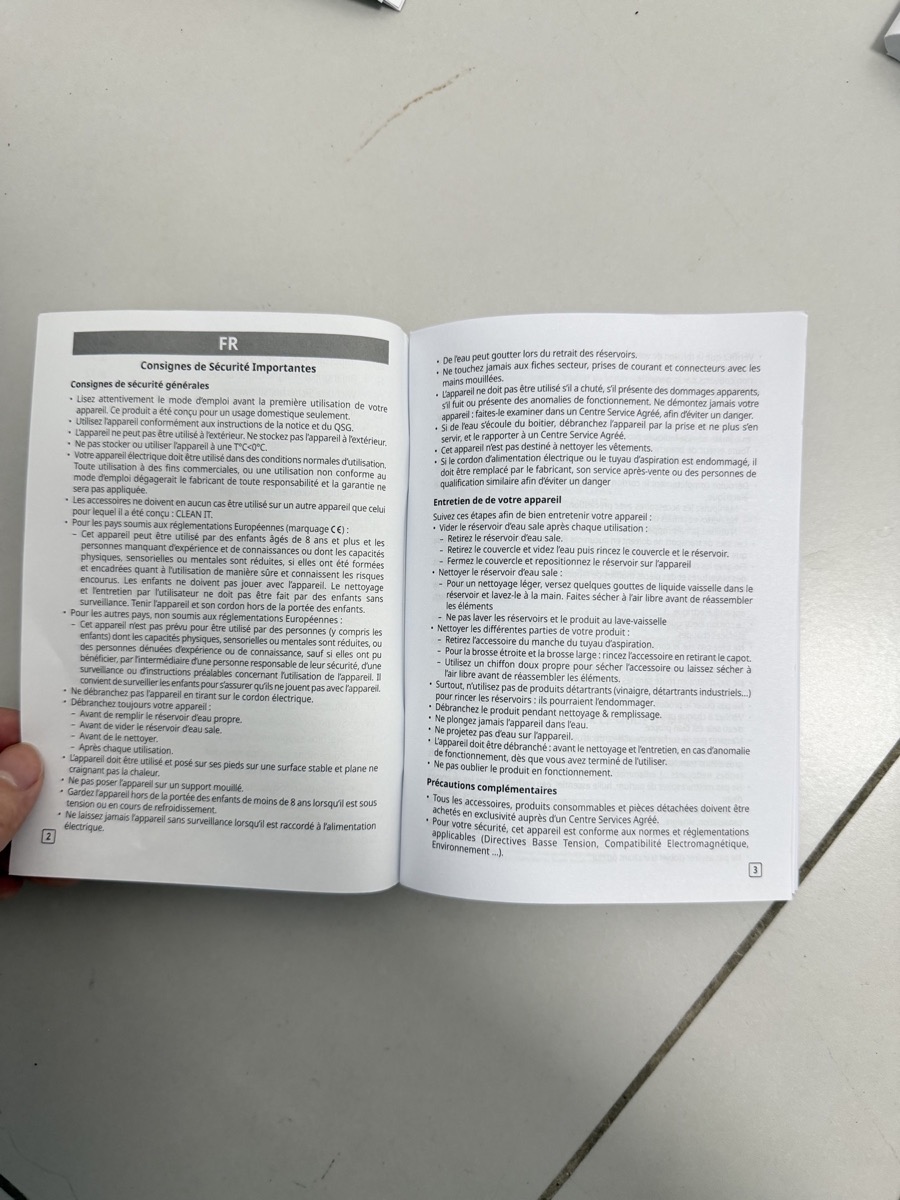 FR
Consignes de Sécurité Importantes
Consignes de sécurité générales
• Lisez attentivement le mode d'emploi avant la première utilisation de votre
appareil. Ce produit a été conçu pour un usage domestique seulement.
• Utilisez l'appareil conformément aux instructions de la notice et du QSG.
• L'appareil ne peut pas être utilisé à l'extérieur. Ne stockez pas l'appareil à l'extérieur.
• Ne pas stocker ou utiliser l'appareil à une T°C<0°C.
• Votre appareil électrique doit être utilisé dans des conditions normales d'utilisation.
Toute utilisation à des fins commerciales, ou une utilisation non conforme au
mode d'emploi dégagerait le fabricant de toute responsabilité et la garantie ne
sera pas appliquée.
• Les accessoires ne doivent en aucun cas être utilisé sur un autre appareil que celui
pour lequel il a été conçu : CLEAN IT.
• Pour les pays soumis aux réglementations Européennes (marquage C€) :
– Cet appareil peut être utilisé par des enfants âgés de 8 ans et plus et les
personnes manquant d'expérience et de connaissances ou dont les capacités
physiques, sensorielles ou mentales sont réduites, si elles ont été formées
et encadrées quant à l'utilisation de manière sûre et connaissent les risques
encourus. Les enfants ne doivent pas jouer avec l'appareil. Le nettoyage
et l'entretien par l'utilisateur ne doit pas être fait par des enfants sans
surveillance. Tenir l'appareil et son cordon hors de la portée des enfants.
• Pour les autres pays, non soumis aux réglementations Européennes :
– Cet appareil n'est pas prévu pour être utilisé par des personnes (y compris les
enfants) dont les capacités physiques, sensorielles ou mentales sont réduites, ou
des personnes dénuées d'expérience ou de connaissance, sauf si elles ont pu
bénéficier, par l'intermédiaire d'une personne responsable de leur sécurité, d'une
surveillance ou d'instructions préalables concernant l'utilisation de l'appareil. Il
convient de surveiller les enfants pour s'assurer qu'ils ne jouent pas avec l'appareil.
• Ne débranchez pas l'appareil en tirant sur le cordon électrique.
• Débranchez toujours votre appareil :
– Avant de remplir le réservoir d'eau propre.
– Avant de vider le réservoir d'eau sale.
– Avant de le nettoyer.
– Après chaque utilisation.
• L'appareil doit être utilisé et posé sur ses pieds sur une surface stable et plane ne
craignant pas la chaleur.
• Ne pas poser l'appareil sur un support mouillé.
• Gardez l'appareil hors de la portée des enfants de moins de 8 ans lorsqu'il est sous
tension ou en cours de refroidissement.
• Ne laissez jamais l'appareil sans surveillance lorsqu'il est raccordé à l'alimentation
électrique.
2
• De l'eau peut goutter lors du retrait des réservoirs.
• Ne touchez jamais aux fiches secteur, prises de courant et connecteurs avec les
mains mouillées.
• L'appareil ne doit pas être utilisé s'il a chuté, s'il présente des dommages apparents,
s'il fuit ou présente des anomalies de fonctionnement. Ne démontez jamais votre
appareil : faites-le examiner dans un Centre Service Agréé, afin d'éviter un danger.
• Si de l'eau s'écoule du boitier, débranchez l'appareil par la prise et ne plus s'en
servir, et le rapporter à un Centre Service Agréé.
• Cet appareil n'est pas destiné à nettoyer les vêtements.
• Si le cordon d'alimentation électrique ou le tuyau d'aspiration est endommagé, il
doit être remplacé par le fabricant, son service après-vente ou des personnes de
qualification similaire afin d'éviter un danger
Entretien de de votre appareil
Suivez ces étapes afin de bien entretenir votre appareil :
• Vider le réservoir d'eau sale après chaque utilisation :
– Retirez le réservoir d'eau sale.
– Retirez le couvercle et videz l'eau puis rincez le couvercle et le réservoir.
– Fermez le couvercle et repositionnez le réservoir sur l'appareil
• Nettoyer le réservoir d'eau sale :
– Pour un nettoyage léger, versez quelques gouttes de liquide vaisselle dans le
réservoir et lavez-le à la main. Faites sécher à l'air libre avant de réassembler
les éléments
– Ne pas laver les réservoirs et le produit au lave-vaisselle
• Nettoyer les différentes parties de votre produit :
– Retirez l'accessoire du manche du tuyau d'aspiration.
– Pour la brosse étroite et la brosse large : rincez l'accessoire en retirant le capot.
– Utilisez un chiffon doux propre pour sécher l'accessoire ou laissez sécher à
l'air libre avant de réassembler les éléments.
• Surtout, n'utilisez pas de produits détartrants (vinaigre, détartrants industriels...)
pour rincer les réservoirs : ils pourraient l'endommager.
• Débranchez le produit pendant nettoyage & remplissage.
• Ne plongez jamais l'appareil dans l'eau.
• Ne projetez pas d'eau sur l'appareil.
• L'appareil doit être débranché : avant le nettoyage et l'entretien, en cas d'anomalie
de fonctionnement, dès que vous avez terminé de l'utiliser.
• Ne pas oublier le produit en fonctionnement.
Précautions complémentaires
• Tous les accessoires, produits consommables et pièces détachées doivent être
achetés en exclusivité auprès d'un Centre Services Agréé.
• Pour votre sécurité, cet appareil est conforme aux normes et réglementations
applicables (Directives Basse Tension, Compatibilité Electromagnétique,
Environnement ...).
3